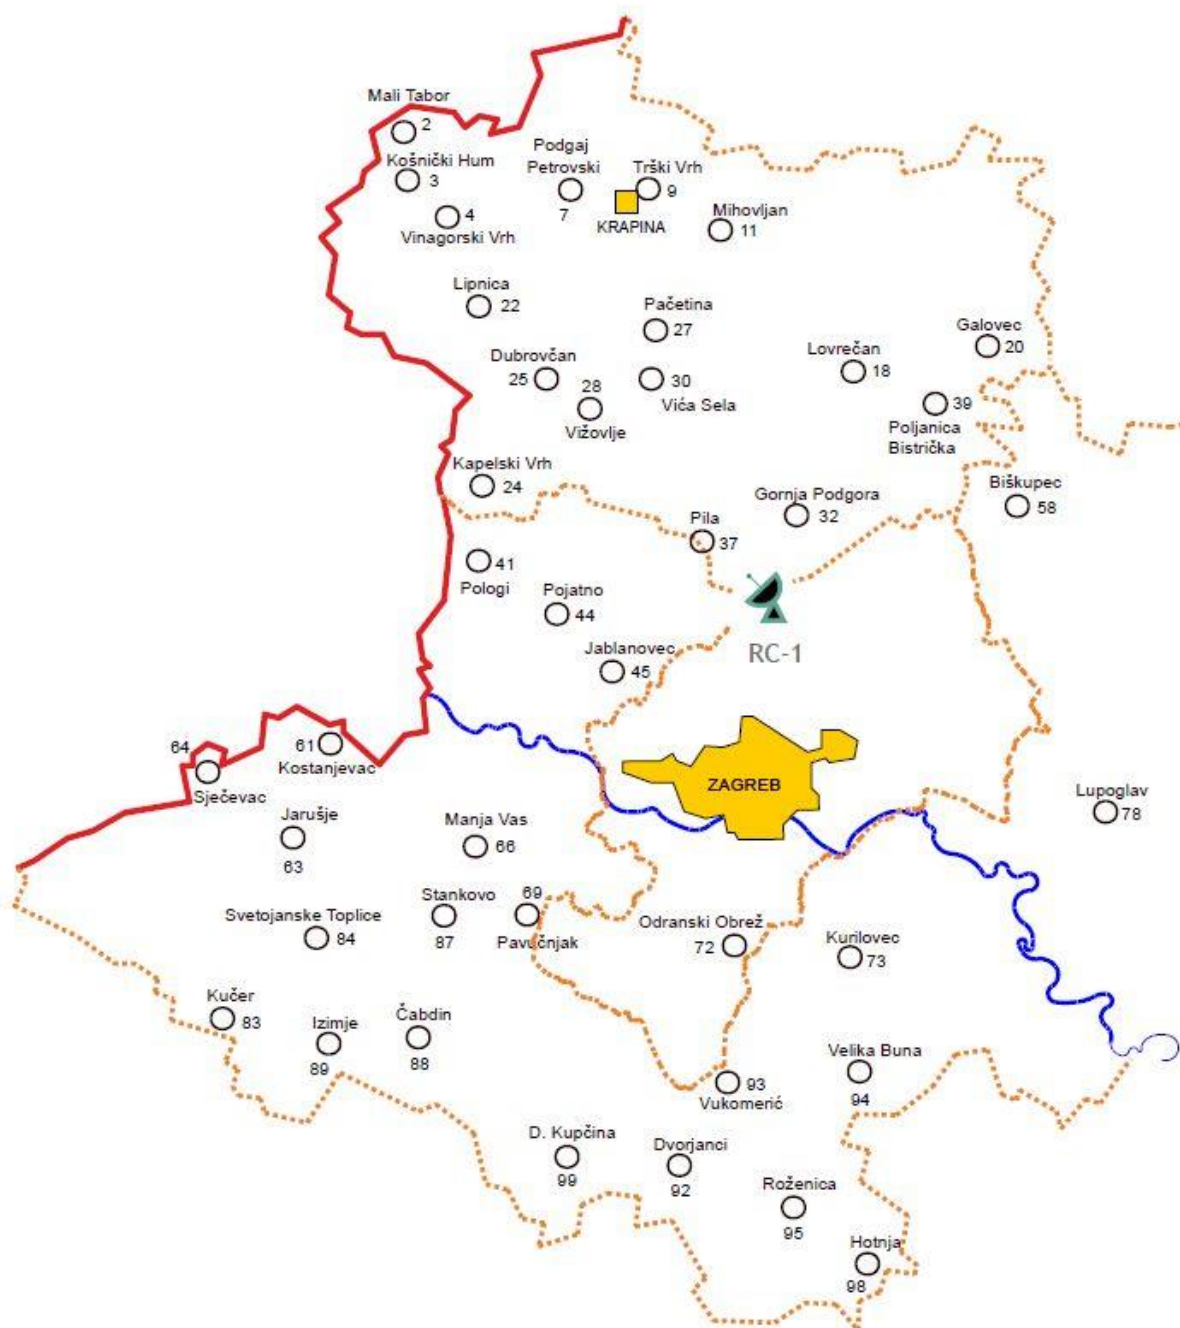 Mali Tabor
2
Košnički Hum
3
Podgaj
Petrovski
7
Trški Vrh
9
KRAPINA
4
Vinagorski Vrh
Mihovljan
11
Lipnica
22
Pačetina
27
Galovec
20
Lovrečan
18
Dubrovčan
25
28
Vižovlje
30
Vića Sela
39
Poljanica
Bistrička
Kapelski Vrh
24
Gornja Podgora
32
Biškupec
58
Pila
37
41
Pologi
Pojatno
44
Jablanovec
45
RC-1
64
Sječevac
61
Kostanjevac
ZAGREB
Lupoglav
78
Jarušje
63
Manja Vas
66
Stankovo
87
69
Pavučnjak
Svetojanske Toplice
84
Odranski Obrež
72
Kurilovec
73
Kučer
83
Izimje
89
Čabdin
88
Velika Buna
94
93
Vukomerić
D. Kupčina
99
Dvorjanci
92
Roženica
95
Hotnja
98